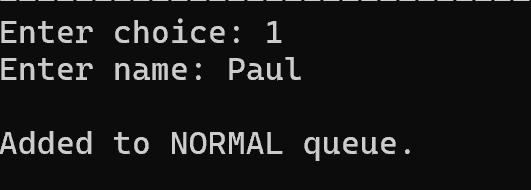 Enter choice: 1
Enter name: Paul
Added to NORMAL queue.